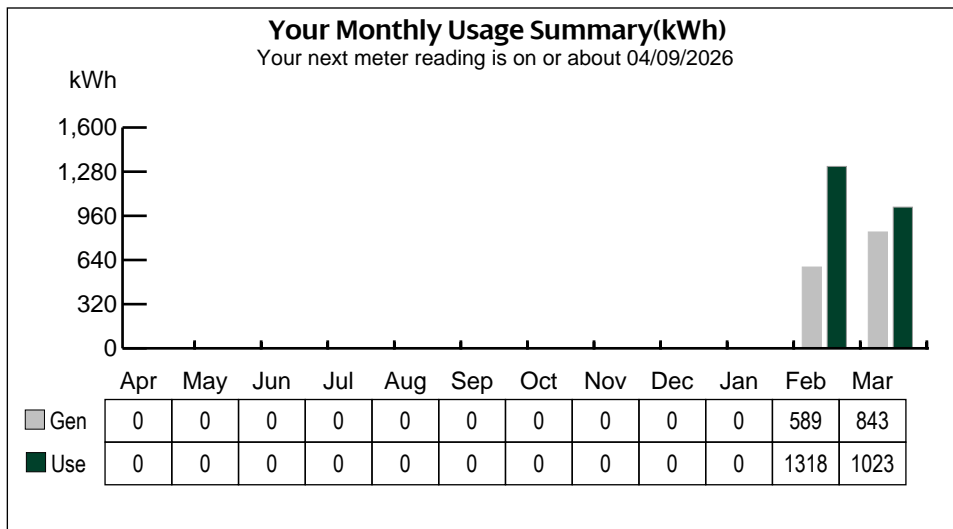 Your Monthly Usage Summary(kWh)
Your next meter reading is on or about 04/09/2026
kWh
1,600
1,280
960
640
320
0
Apr May Jun Jul Aug Sep Oct Nov Dec Jan Feb Mar
Gen 0 0 0 0 0 0 0 0 0 0 589 843
Use 0 0 0 0 0 0 0 0 0 0 1318 1023